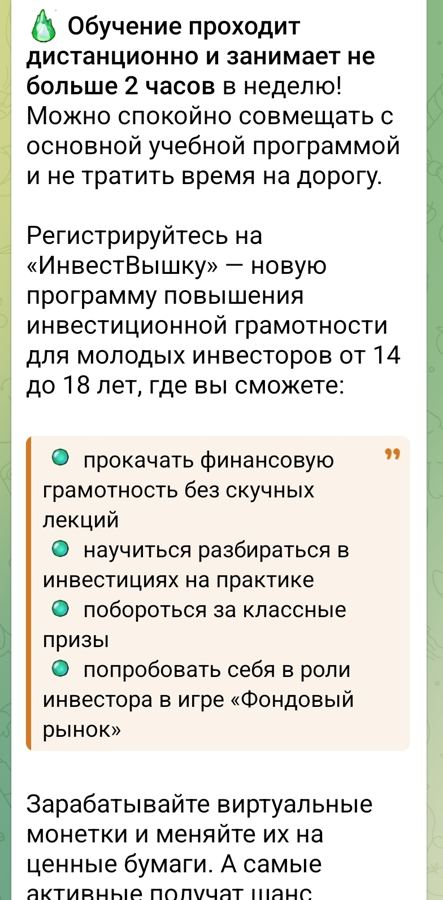 Обучение проходит
дистанционно и занимает не
больше 2 часов в неделю!
Можно спокойно совмещать с
основной учебной программой
и не тратить время на дорогу.
Регистрируйтесь на
«ИнвестВышку» — новую
программу повышения
инвестиционной грамотности
для молодых инвесторов от 14
до 18 лет, где вы сможете:
прокачать финансовую
грамотность без скучных
лекций
научиться разбираться в
инвестициях на практике
побороться за классные
призы
попробовать себя в роли
инвестора в игре «Фондовый
рынок»
Зарабатывайте виртуальные
монетки и меняйте их на
ценные бумаги. А самые
активные получат шанс